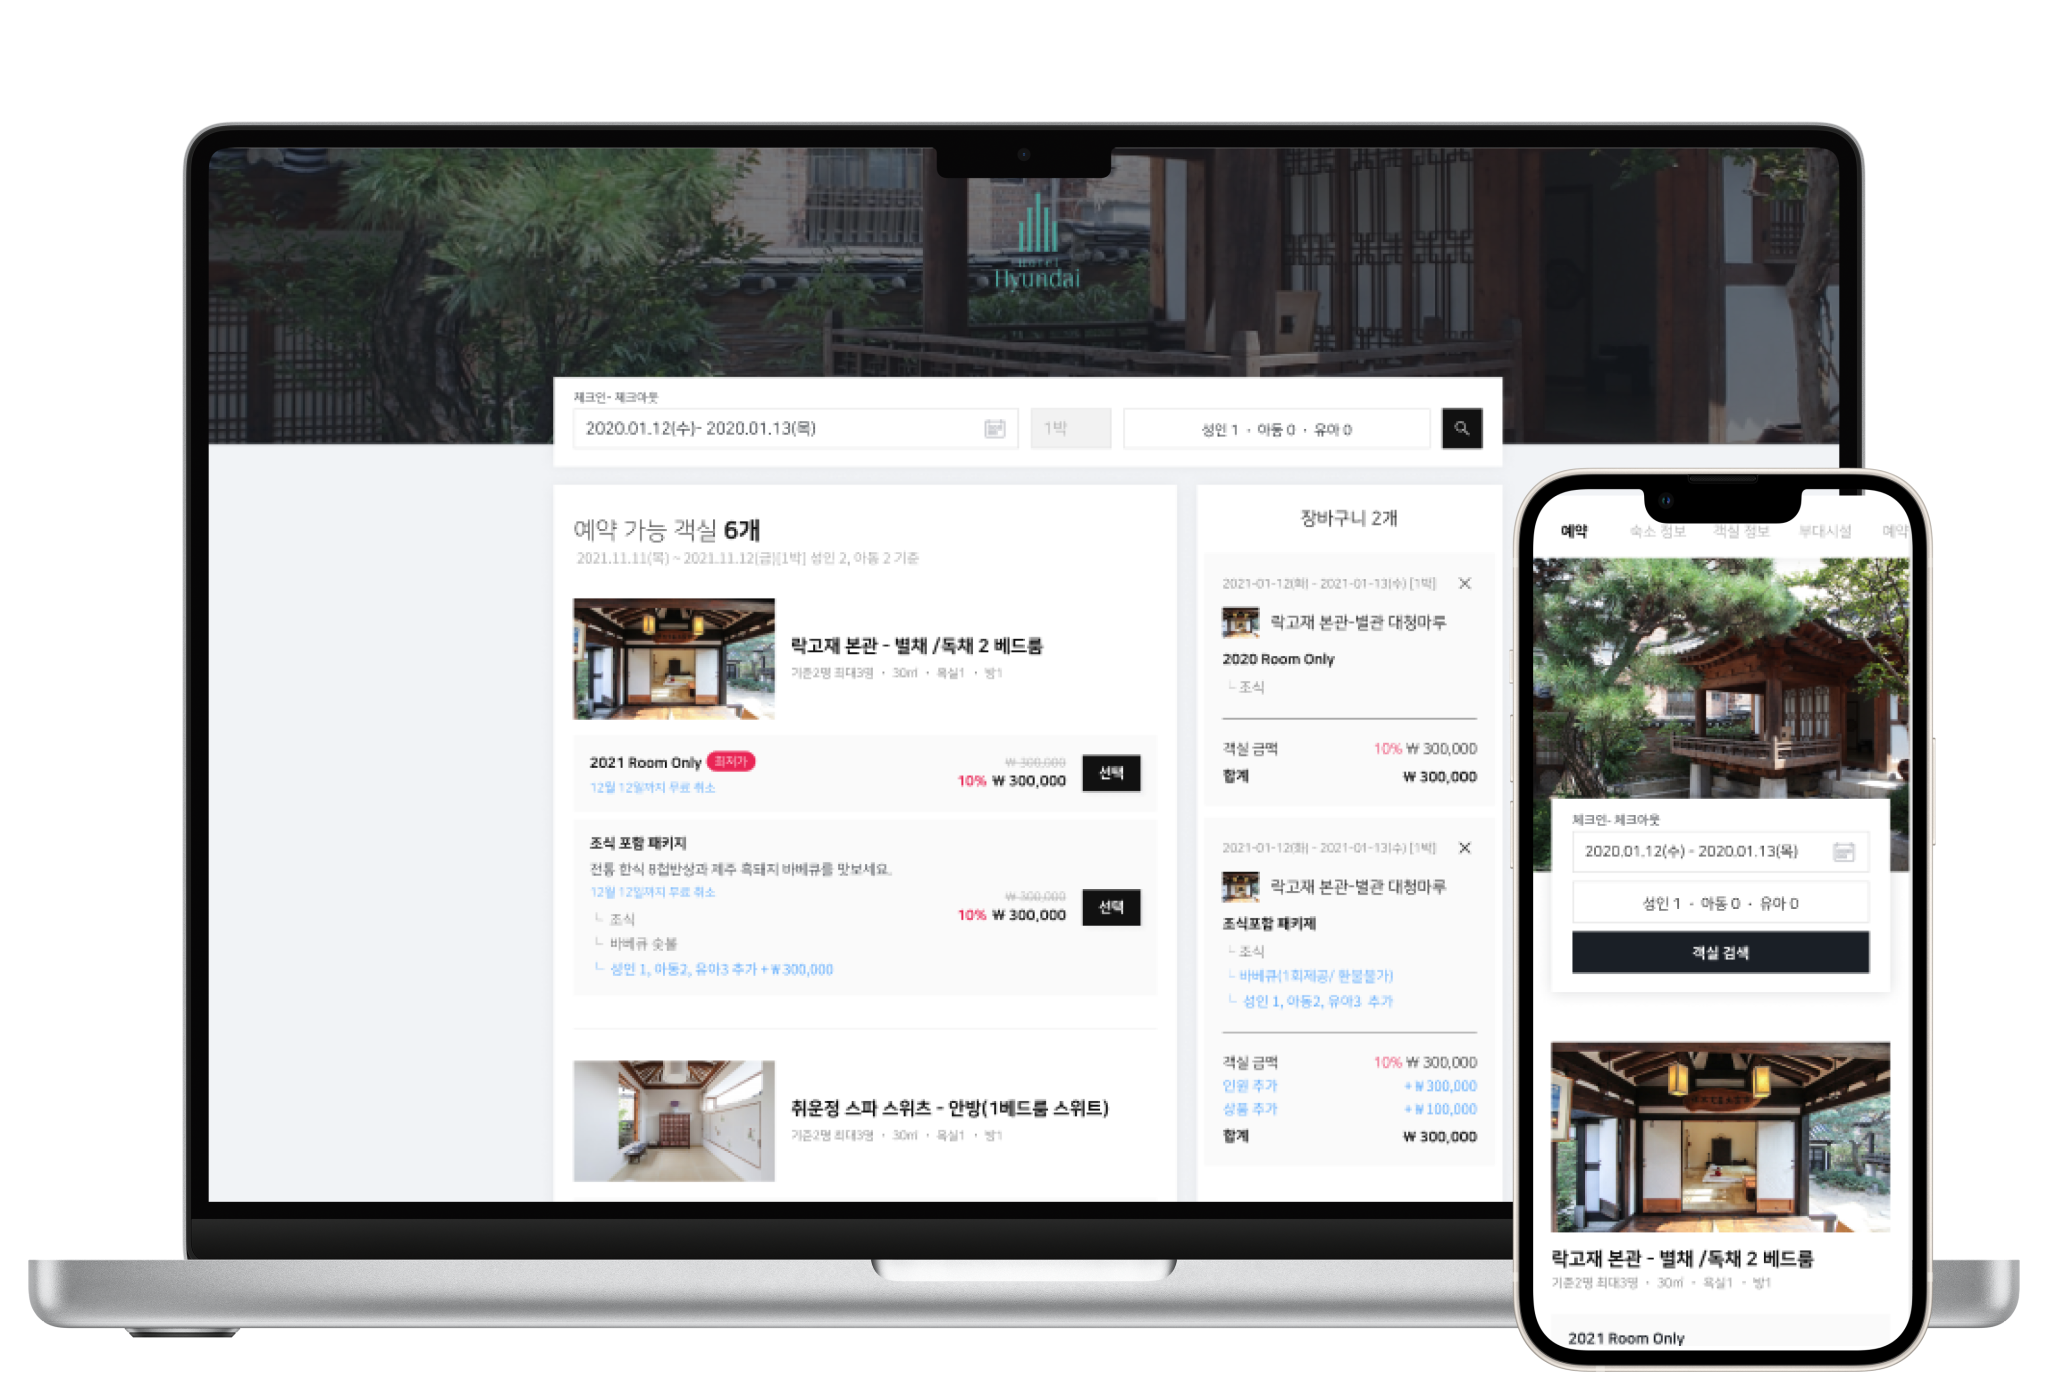 HOTEL
Hyundai
체크인- 체크아웃
2020.01.12(수)- 2020.01.13(목)
1박
성인 1 · 아동 0 · 유아 0
예약 가능 객실 6개
2021.11.11(목) ~ 2021.11.12(금)[1박] 성인 2, 아동 2 기준
락고재 본관 - 별채 /독채 2 베드룸
기준2명 최대3명 · 30㎡ · 욕실1 · 방1
2021 Room Only 최저가
12월 12일까지 무료 취소
₩ 300,000
10% ₩ 300,000
선택
조식 포함 패키지
전통 한식 8첩반상과 제주 흑돼지 바베큐를 맛보세요.
12월 12일까지 무료 취소
└ 조식
└ 바베큐 숯불
└ 성인 1, 아동2, 유아3 추가 +₩300,000
₩ 300,000
10% ₩ 300,000
선택
취운정 스파 스위츠 - 안방(1베드룸 스위트)
기준2명 최대3명 · 30㎡ · 욕실1 · 방1
장바구니 2개
2021-01-12(화) - 2021-01-13(수) [1박]
락고재 본관-별관 대청마루
2020 Room Only
└ 조식
객실 금액 10% ₩ 300,000
합계 ₩ 300,000
2021-01-12(화) - 2021-01-13(수) [1박]
락고재 본관-별관 대청마루
조식포함 패키제
└ 조식
└ 바베큐(1회제공/ 환불불가)
└ 성인 1, 아동2, 유아3 추가
객실 금액 10% ₩ 300,000
인원 추가 +₩300,000
상품 추가 +₩100,000
합계 ₩ 300,000
예약 숙소 정보 객실 정보 부대시설 예약
체크인- 체크아웃
2020.01.12(수) - 2020.01.13(목)
성인 1 · 아동 0 · 유아 0
객실 검색
락고재 본관 - 별채 /독채 2 베드룸
기준2명 최대3명 · 30㎡ · 욕실1 · 방1
2021 Room Only